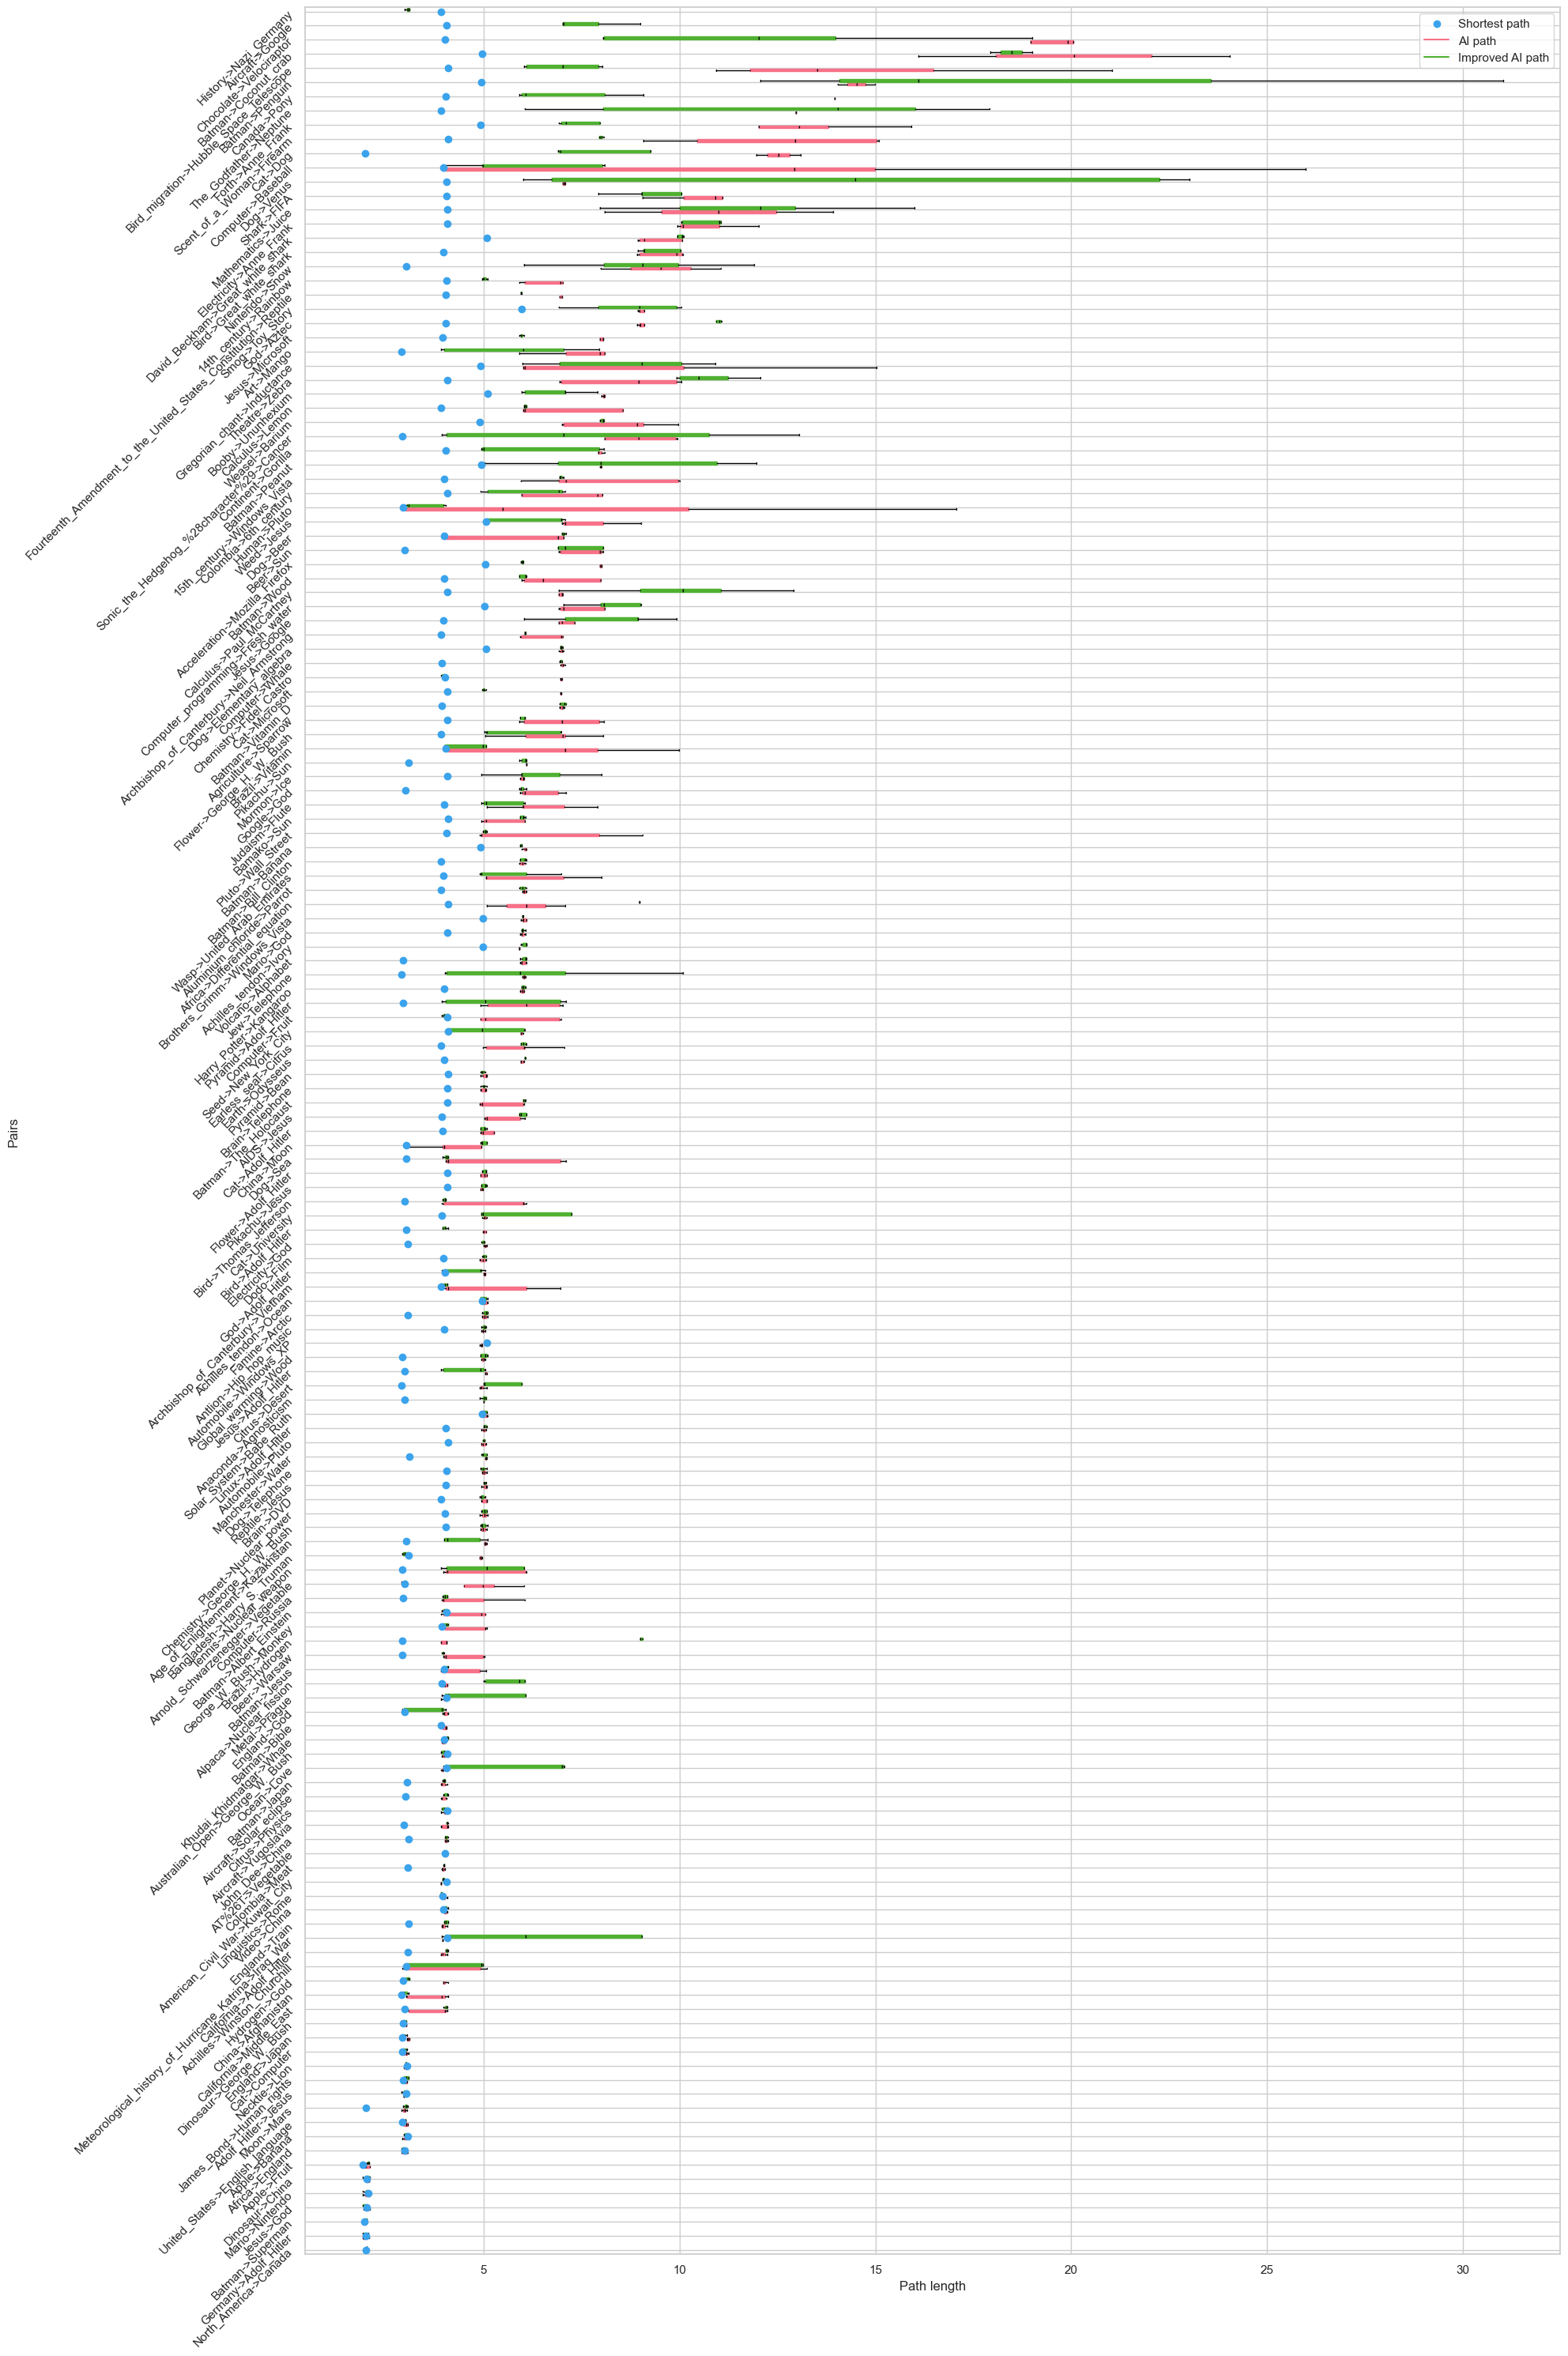 Shortest path
AI path
Improved AI path
History->Nazi_Germany
Aircraft->Google
Chocolate->Velociraptor
Batman->Coconut_crab
Bird_migration->Hubble_Space_Telescope
Batman->Penguin
Canada->Pony
The_Godfather->Neptune
Torth->Anne_Frank
Scent_of_a_Woman->Firearm
Cat->Dog
Computer->Baseball
Dog->Venus
Shark->FIFA
Mathematics->Juice
Electricity->Anne_Frank
David_Beckham->Great_white_shark
Bird->Great_white_shark
Nintendo->Snow
14th_century->Rainbow
Fourteenth_Amendment_to_the_United_States_Constitution->Reptile
Smog->Toy_Story
God->Aztec
Jesus->Microsoft
Art->Mango
Gregorian_chant->Inductance
Theatre->Zebra
Booby->Ununhexium
Calculus->Lemon
Weasel->Barium
Sonic_the_Hedgehog_%28character%29->Cancer
Continent->Gorilla
Batman->Peanut
15th_century->Windows_Vista
Colombia->6th_century
Human->Pluto
Weed->Jesus
Dog->Beer
Beer->Sun
Acceleration->Mozilla_Firefox
Batman->Wood
Calculus->Paul_McCartney
Computer_programming->Fresh_water
Jesus->Google
Archbishop_of_Canterbury->Neil_Armstrong
Dog->Elementary_algebra
Computer->Whale
Chemistry->Fidel_Castro
Cat->Microsoft
Batman->Vitamin_D
Agriculture->Sparrow
Flower->George_H._W._Bush
Brazil->Vitamin
Pikachu->Sun
Mormon->Ice
Google->God
Judaism->Flute
Bamako->Sun
Pluto->Wall_Street
Batman->Banana
Batman->Bill_Clinton
Wasp->United_Arab_Emirates
Aluminium_chloride->Parrot
Africa->Differential_equation
Brothers_Grimm->Windows_Vista
Mario->God
Achilles_tendon->Ivory
Volcano->Alphabet
Jew->Telephone
Harry_Potter->Kangaroo
Pyramid->Adolf_Hitler
Computer->Fruit
Seed->New_York_City
Earless_seal->Citrus
Earth->Odysseus
Pyramid->Bean
Brain->Telephone
Batman->The_Holocaust
AIDS->Jesus
Cat->Adolf_Hitler
China->Moon
Dog->Sea
Flower->Adolf_Hitler
Pikachu->Jesus
Bird->Thomas_Jefferson
Cat->University
Bird->Adolf_Hitler
Electricity->God
Dodo->Film
God->Adolf_Hitler
Archbishop_of_Canterbury->Vietnam
Achilles_tendon->Ocean
Famine->Arctic
Antlion->Hip_hop_music
Automobile->Windows_XP
Global_warming->Wood
Jesus->Adolf_Hitler
Citrus->Desert
Anaconda->Agnosticism
Solar_System->Babe_Ruth
Linux->Adolf_Hitler
Automobile->Pluto
Manchester->Water
Dog->Telephone
Reptile->Jesus
Brain->DVD
Planet->Nuclear_power
Chemistry->George_H._W._Bush
Age_of_Enlightenment->Kazakhstan
Bangladesh->Harry_S._Truman
Tennis->Nuclear_weapon
Arnold_Schwarzenegger->Vegetable
Computer->Russia
Batman->Albert_Einstein
George_W._Bush->Monkey
Brazil->Hydrogen
Beer->Warsaw
Batman->Jesus
Alpaca->Nuclear_fission
Metal->Prague
England->God
Batman->Bible
Khudai_Khidmatgar->Whale
Australian_Open->George_W._Bush
Ocean->Love
Batman->Japan
Aircraft->Solar_eclipse
Citrus->Physics
Aircraft->Yugoslavia
John_Dee->China
AT%26T->Vegetable
Colombia->Meat
American_Civil_War->Kuwait_City
Linguistics->Rome
Video->China
England->Train
Meteorological_history_of_Hurricane_Katrina->Iraq_War
California->Adolf_Hitler
Achilles->Winston_Churchill
Hydrogen->Gold
China->Afghanistan
California->Middle_East
Dinosaur->George_W._Bush
England->Japan
Cat->Computer
Necktie->Lion
James_Bond->Human_rights
Adolf_Hitler->Jesus
Moon->Mars
United_States->English_language
Apple->Banana
Africa->England
Apple->Fruit
Dinosaur->China
Mario->Nintendo
Jesus->God
Batman->Superman
Germany->Adolf_Hitler
North_America->Canada
Pairs
5 10 15 20 25 30
Path length